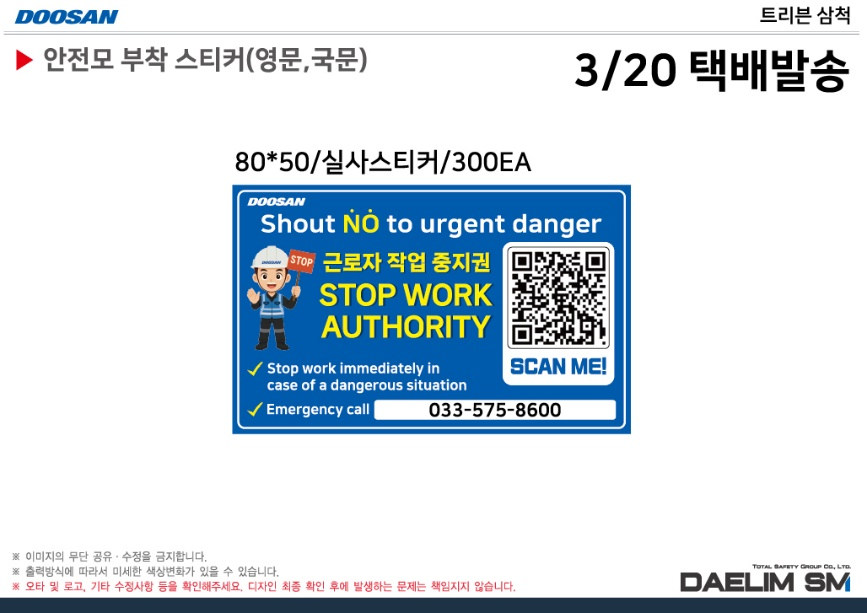 DOOSAN
트리븐 삼척
▶ 안전모 부착 스티커(영문,국문)
3/20 택배발송
80*50/실사스티커/300EA
DOOSAN
Shout NO to urgent danger
DOOSAN
STOP
근로자 작업 중지권
STOP WORK
AUTHORITY
SCAN ME!
Stop work immediately in
case of a dangerous situation
Emergency call 033-575-8600
※ 이미지의 무단 공유 · 수정을 금지합니다.
※ 출력방식에 따라서 미세한 색상변화가 있을 수 있습니다.
※ 오타 및 로고, 기타 수정사항 등을 확인해주세요. 디자인 최종 확인 후에 발생하는 문제는 책임지지 않습니다.
TOTAL SAFETY GROUP CO., LTD.
DAELIM SM